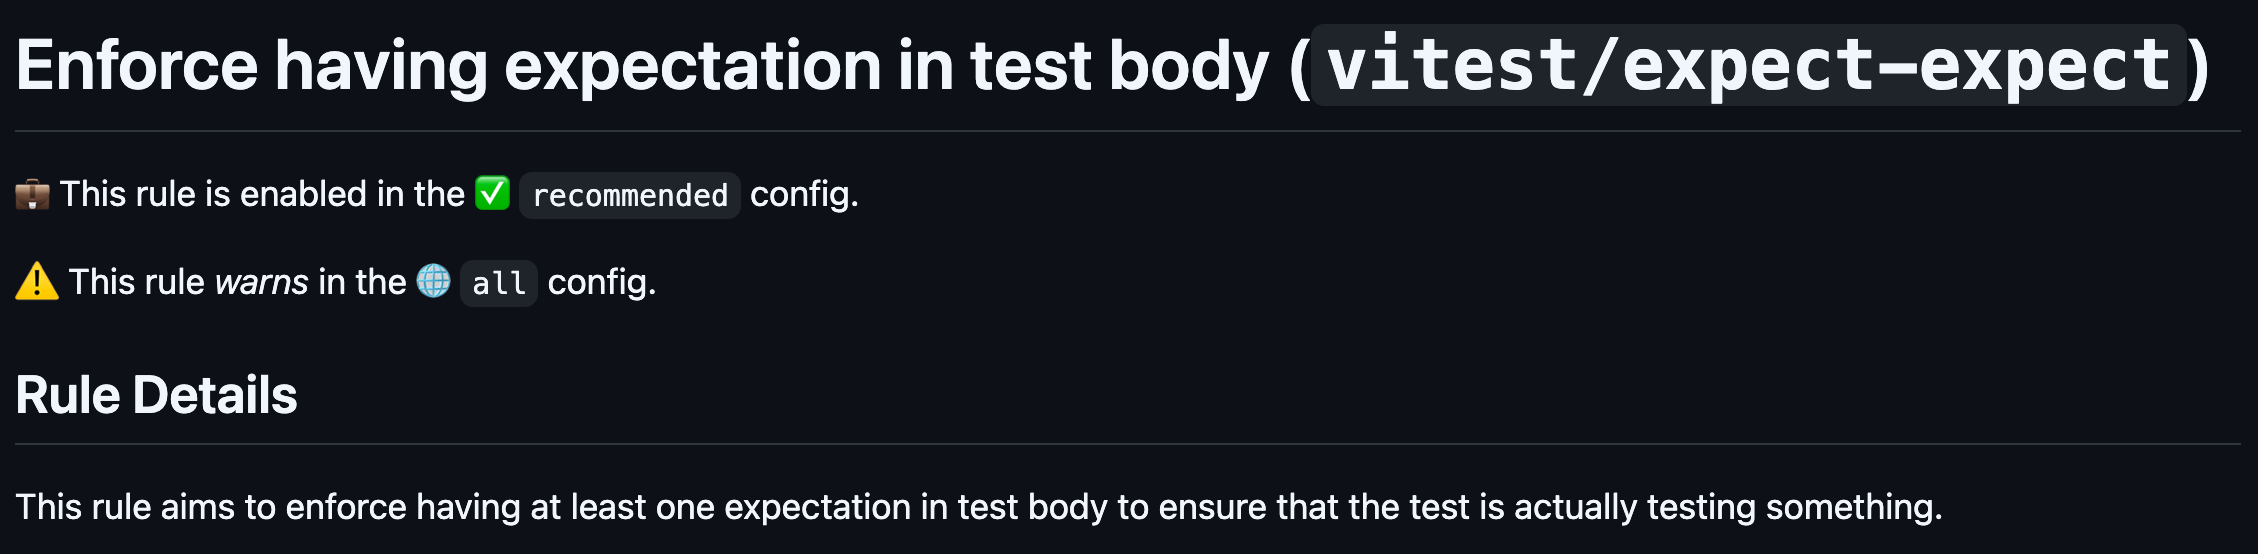 Enforce having expectation in test body (vitest/expect-expect)
💼 This rule is enabled in the ✅ recommended config.
⚠️ This rule warns in the 🌐 all config.
Rule Details
This rule aims to enforce having at least one expectation in test body to ensure that the test is actually testing something.